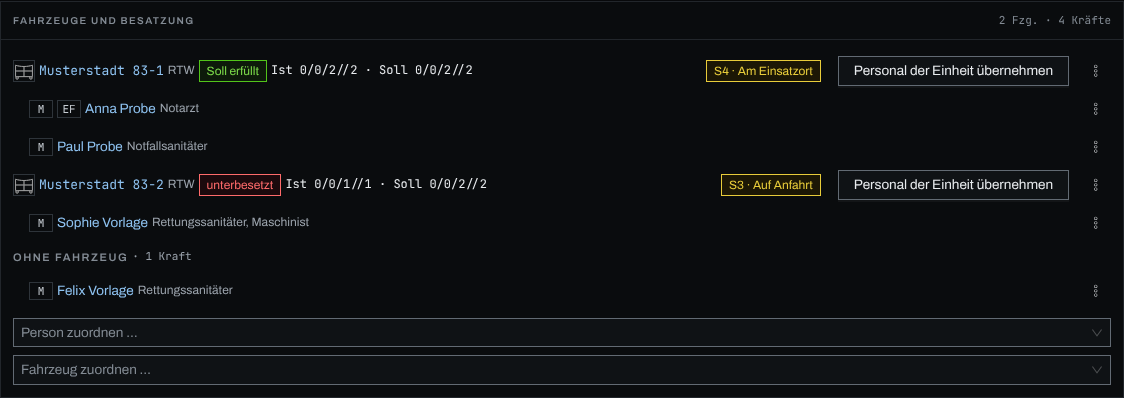 FAHRZEUGE UND BESATZUNG 2 Fzg. · 4 Kräfte
Musterstadt 83-1 RTW Soll erfüllt Ist 0/0/2//2 · Soll 0/0/2//2 S4 · Am Einsatzort Personal der Einheit übernehmen
M EF Anna Probe Notarzt
M Paul Probe Notfallsanitäter
Musterstadt 83-2 RTW unterbesetzt Ist 0/0/1//1 · Soll 0/0/2//2 S3 · Auf Anfahrt Personal der Einheit übernehmen
M Sophie Vorlage Rettungssanitäter, Maschinist
OHNE FAHRZEUG · 1 Kraft
M Felix Vorlage Rettungssanitäter
Person zuordnen ...
Fahrzeug zuordnen ...